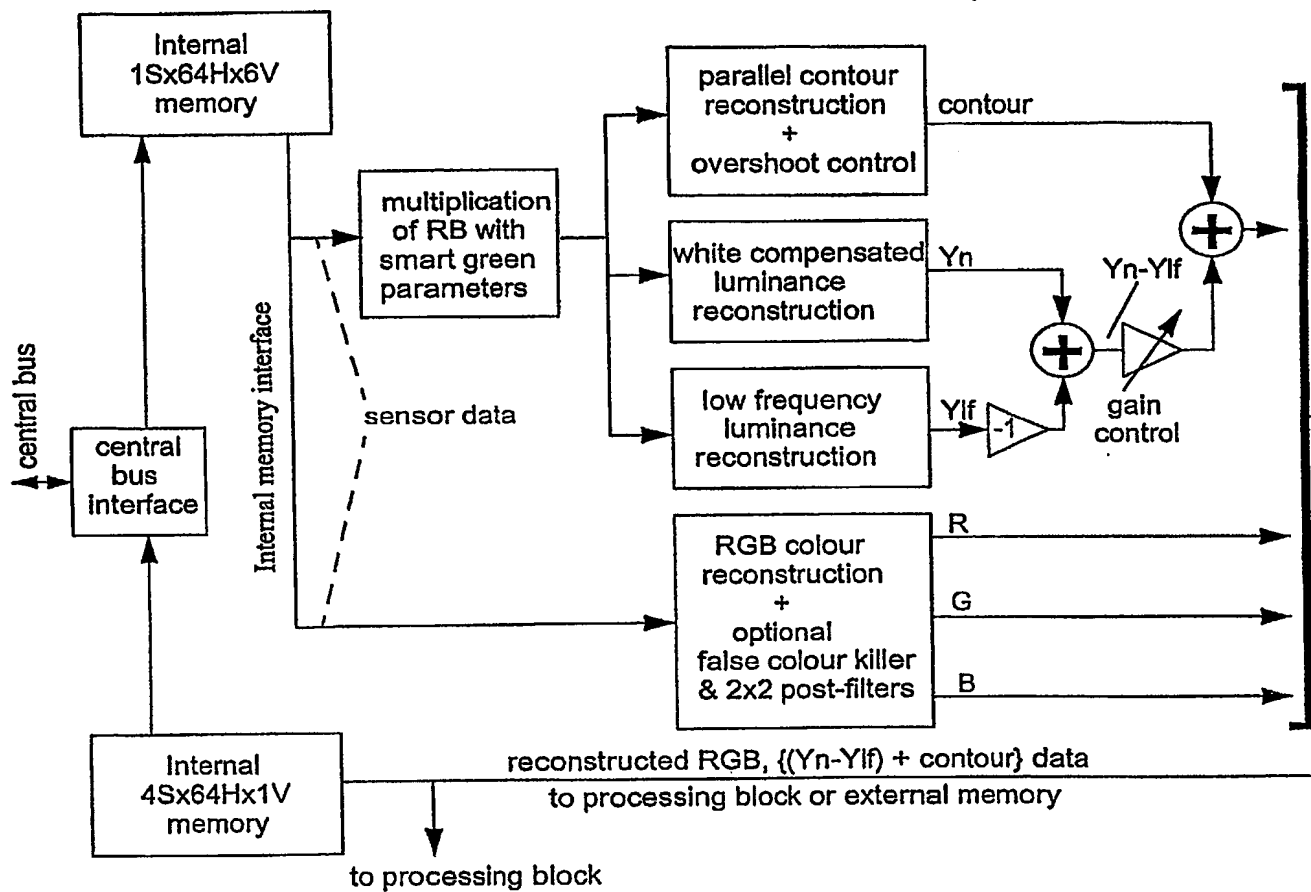 Internal
1Sx64Hx6V
memory
parallel contour
reconstruction
+
overshoot control
contour
multiplication
of RB with
smart green
parameters
white compensated
luminance
reconstruction
Yn
Yn-Ylf
+
+
Internal memory interface
sensor data
low frequency
luminance
reconstruction
Ylf
-1
gain
control
central bus
central
bus
interface
RGB colour
reconstruction
+
optional
false colour killer
& 2x2 post-filters
R
G
B
Internal
4Sx64Hx1V
memory
reconstructed RGB, {(Yn-Ylf) + contour} data
to processing block or external memory
to processing block